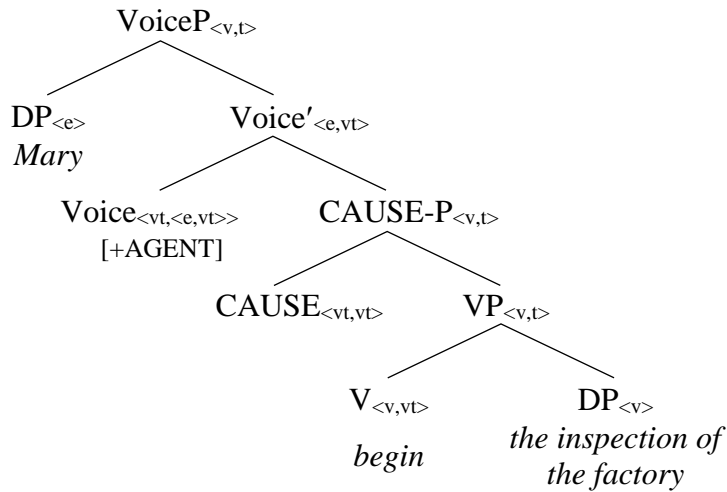 VoiceP<v,t>
DP<e> Voice′<e,vt>
Mary
Voice<vt,<e,vt>> CAUSE-P<v,t>
[+AGENT]
CAUSE<vt,vt> VP<v,t>
V<v,vt> DP<v>
begin the inspection of
the factory